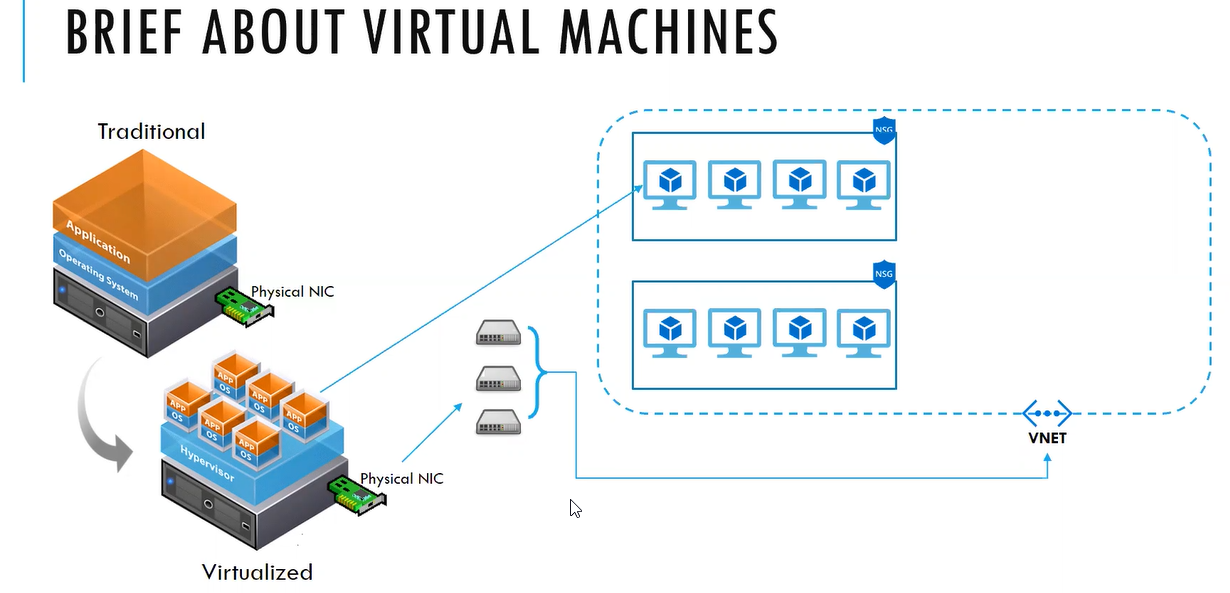 BRIEF ABOUT VIRTUAL MACHINES
Traditional
Application
Operating System
Physical NIC
NSG
NSG
APP
OS
APP
OS
APP
OS
APP
OS
APP
OS
APP
OS
Hypervisor
Physical NIC
VNET
Virtualized